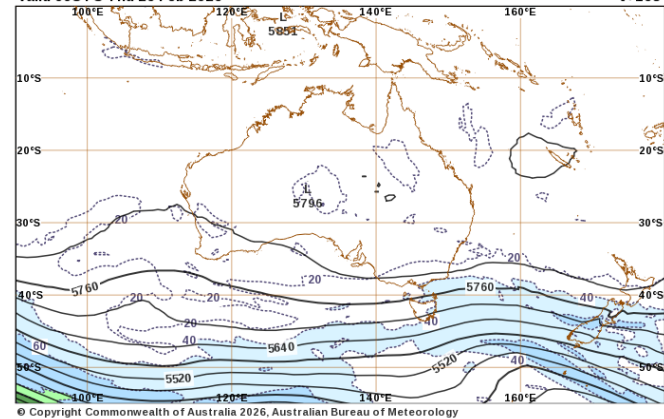 100°E 120°E 140°E 160°E
L
5851
10°S 10°S
20°S 20°S
L
5796
20
30°S 30°S
20
20
5760 5760
40°S 20 20 40 40°S
20 40
40
60 5640
5520 40
50°S 50°S
5520
100°E 120°E 140°E 160°E
© Copyright Commonwealth of Australia 2026, Australian Bureau of Meteorology